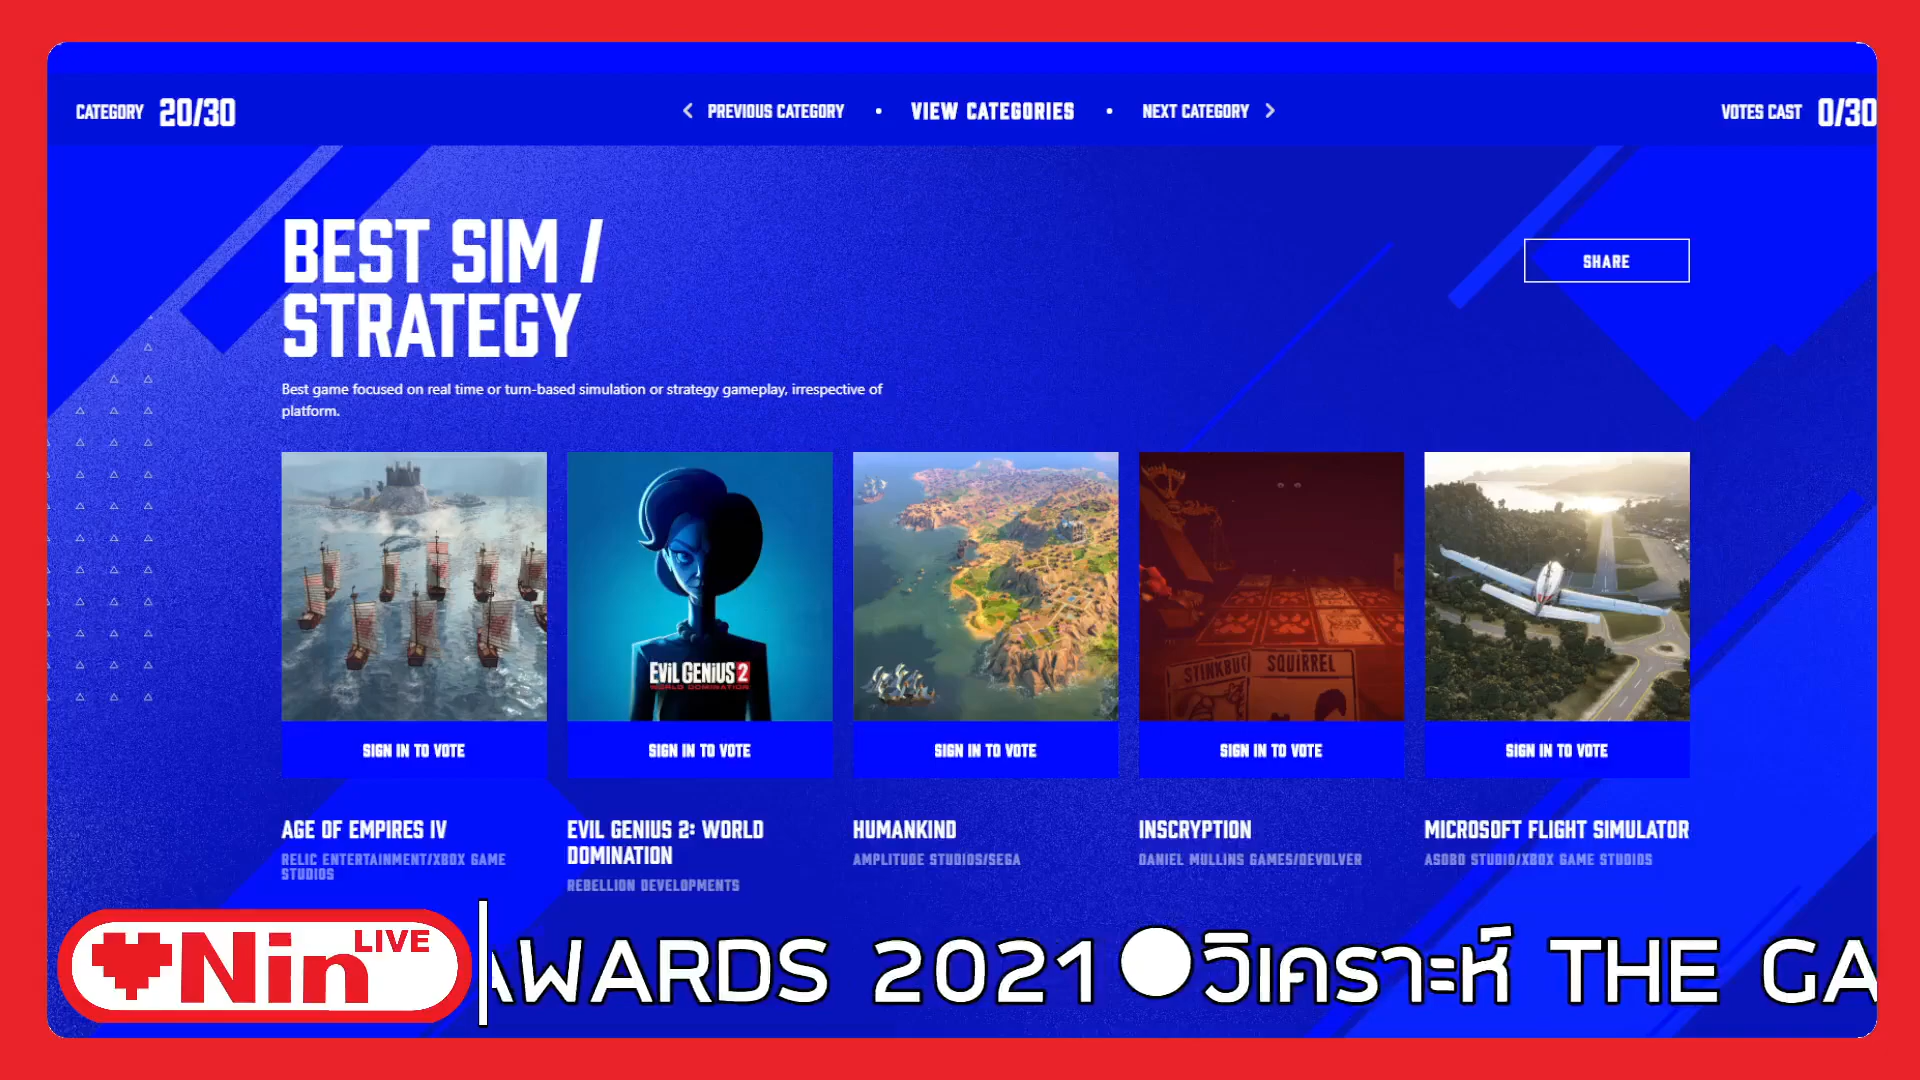 CATEGORY 20/30
PREVIOUS CATEGORY • VIEW CATEGORIES • NEXT CATEGORY
VOTES CAST 0/30
BEST SIM /
STRATEGY
SHARE
Best game focused on real time or turn-based simulation or strategy gameplay, irrespective of
platform.
EVIL GENIUS 2
WORLD DOMINATION
STINKBUG
SQUIRREL
SIGN IN TO VOTE
SIGN IN TO VOTE
SIGN IN TO VOTE
SIGN IN TO VOTE
SIGN IN TO VOTE
AGE OF EMPIRES IV
RELIC ENTERTAINMENT/XBOX GAME
STUDIOS
EVIL GENIUS 2: WORLD
DOMINATION
REBELLION DEVELOPMENTS
HUMANKIND
AMPLITUDE STUDIOS/SEGA
INSCRYPTION
DANIEL MULLINS GAMES/DEVOLVER
MICROSOFT FLIGHT SIMULATOR
ASOBO STUDIO/XBOX GAME STUDIOS
Nin LIVE
AWARDS 2021 ●วิเคราะห์ THE GA